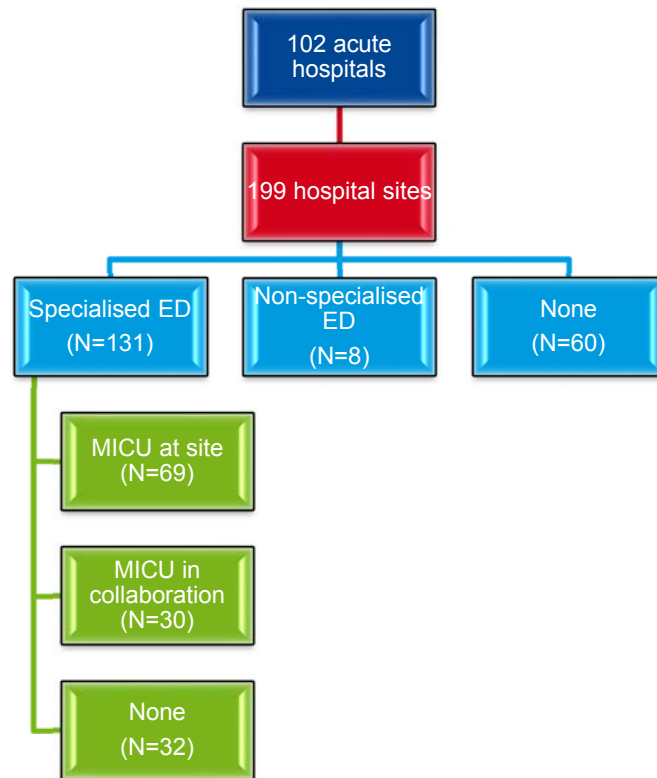 102 acute
hospitals
199 hospital sites
Specialised ED
(N=131)
Non-specialised
ED
(N=8)
None
(N=60)
MICU at site
(N=69)
MICU in
collaboration
(N=30)
None
(N=32)